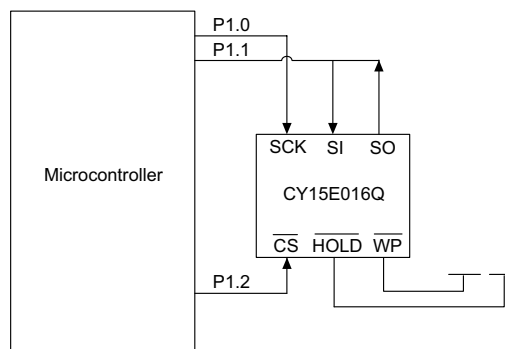 P1.0
P1.1
SCK SI SO
Microcontroller
CY15E016Q
CS HOLD WP
P1.2